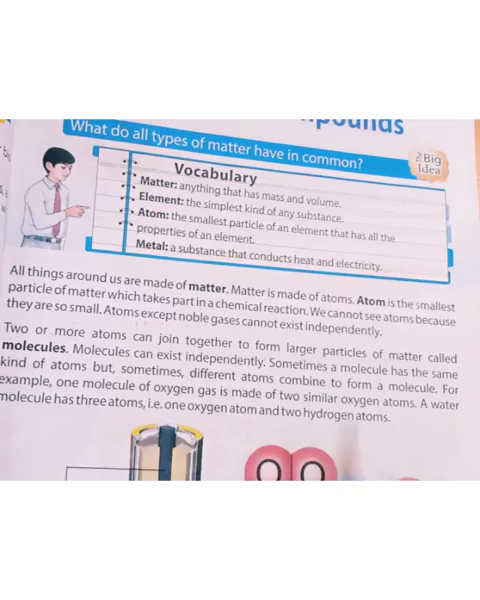 pounds
What do all types of matter have in common?
The Big
Idea
Vocabulary
Matter: anything that has mass and volume.
Element: the simplest kind of any substance.
Atom: the smallest particle of an element that has all the
properties of an element.
Metal: a substance that conducts heat and electricity.
All things around us are made of matter. Matter is made of atoms. Atom is the smallest
particle of matter which takes part in a chemical reaction. We cannot see atoms because
they are so small. Atoms except noble gases cannot exist independently.
Two or more atoms can join together to form larger particles of matter called
molecules. Molecules can exist independently. Sometimes a molecule has the same
kind of atoms but, sometimes, different atoms combine to form a molecule. For
example, one molecule of oxygen gas is made of two similar oxygen atoms. A water
molecule has three atoms, i.e. one oxygen atom and two hydrogen atoms.
O O